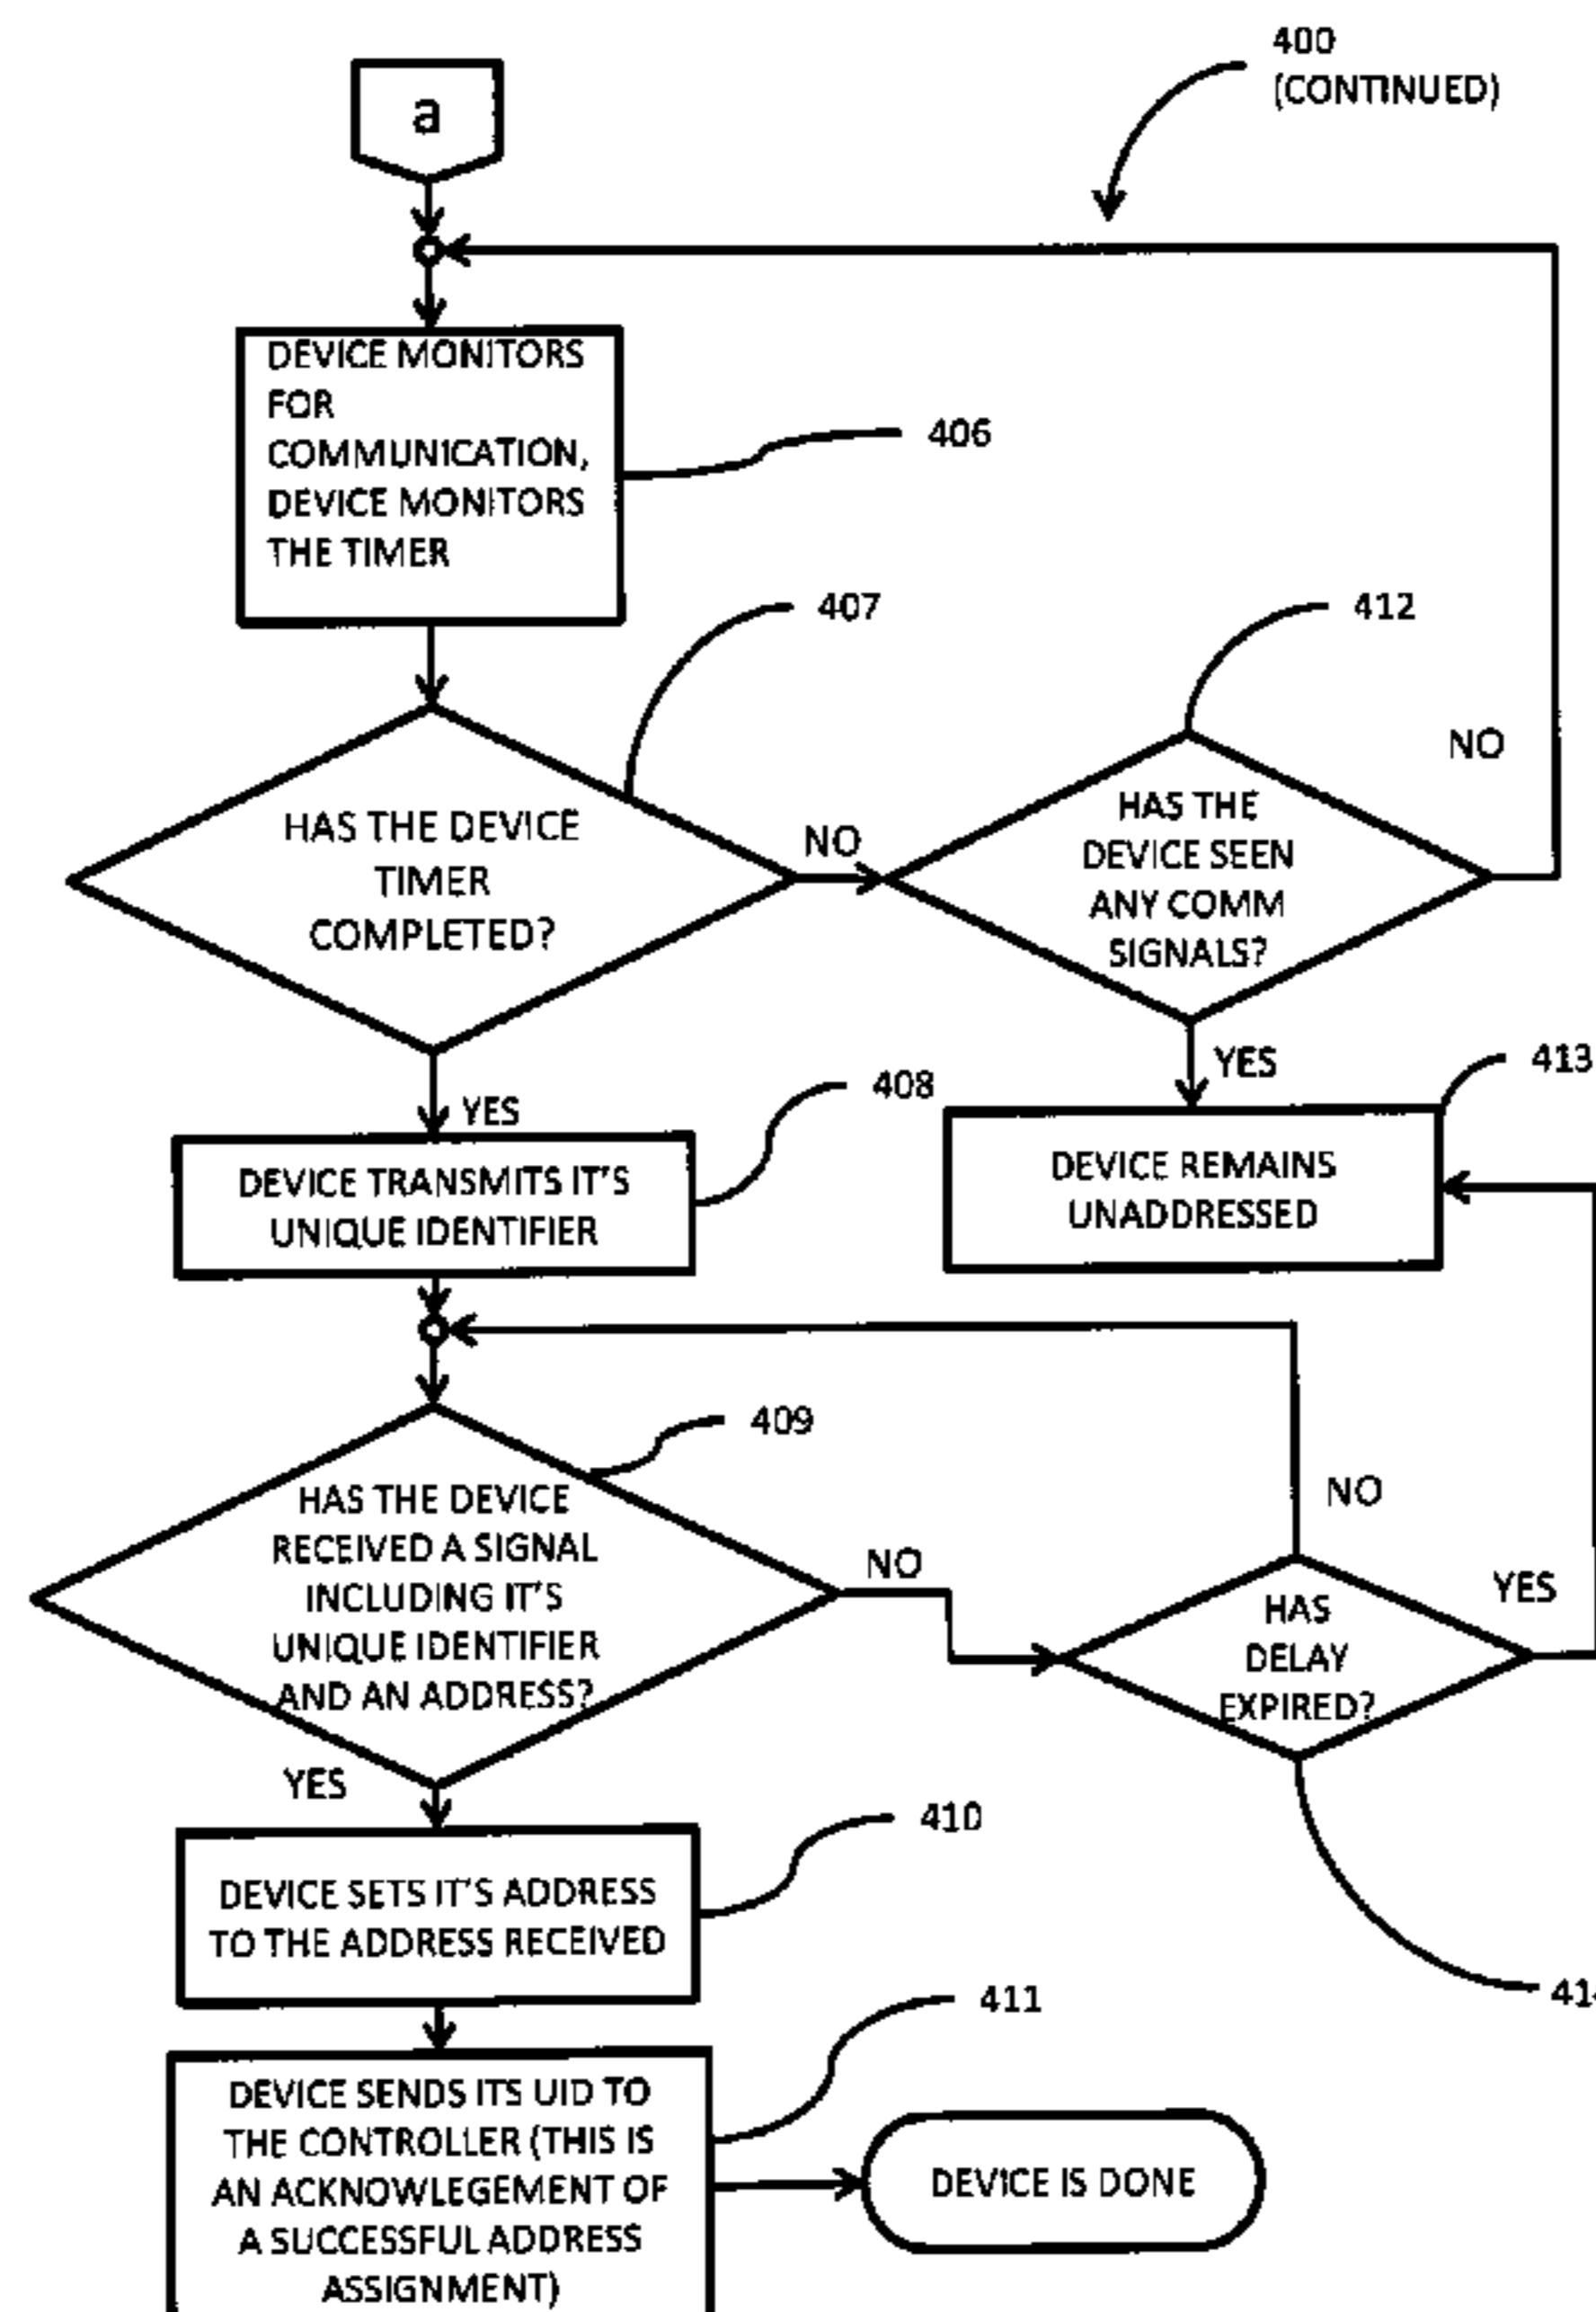 400
(CONTINUED)
a
DEVICE MONITORS
FOR
COMMUNICATION,
DEVICE MONITORS
THE TIMER
406
407
412
HAS THE DEVICE
TIMER
COMPLETED?
NO
HAS THE
DEVICE SEEN
ANY COMM
SIGNALS?
NO
YES
YES
408
413
DEVICE TRANSMITS IT'S
UNIQUE IDENTIFIER
DEVICE REMAINS
UNADDRESSED
409
HAS THE DEVICE
RECEIVED A SIGNAL
INCLUDING IT'S
UNIQUE IDENTIFIER
AND AN ADDRESS?
NO
NO
HAS
DELAY
EXPIRED?
YES
YES
410
DEVICE SETS IT'S ADDRESS
TO THE ADDRESS RECEIVED
411
DEVICE SENDS ITS UID TO
THE CONTROLLER (THIS IS
AN ACKNOWLEGEMENT OF
A SUCCESSFUL ADDRESS
ASSIGNMENT)
DEVICE IS DONE